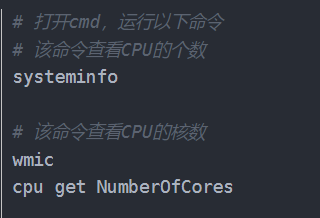 # 打开cmd，运行以下命令
# 该命令查看CPU的个数
systeminfo
# 该命令查看CPU的核数
wmic
cpu get NumberOfCores